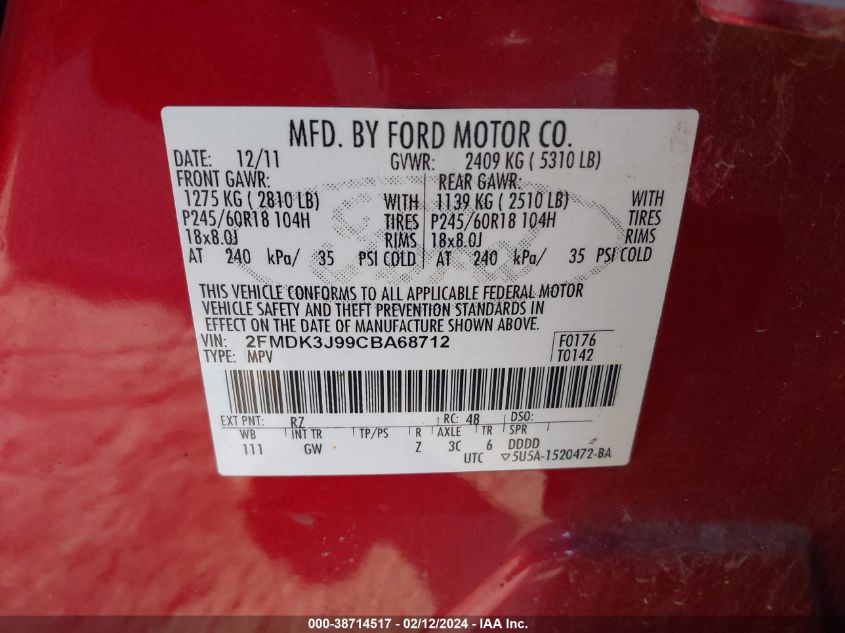 MFD. BY FORD MOTOR CO.
DATE: 12/11 GVWR: 2409 KG ( 5310 LB)
FRONT GAWR: REAR GAWR:
1275 KG ( 2810 LB) WITH 1139 KG ( 2510 LB) WITH
P245/60R18 104H TIRES P245/60R18 104H TIRES
18x8.0J RIMS 18x8.0J RIMS
AT 240 kPa/ 35 PSI COLD AT 240 kPa/ 35 PSI COLD
THIS VEHICLE CONFORMS TO ALL APPLICABLE FEDERAL MOTOR
VEHICLE SAFETY AND THEFT PREVENTION STANDARDS IN
EFFECT ON THE DATE OF MANUFACTURE SHOWN ABOVE.
VIN: 2FMDK3J99CBA68712 F0176
TYPE: MPV T0142
EXT PNT: RZ RC: 48 DSO:
WB INT TR TP/PS R AXLE TR SPR
111 GW Z 3C 6 DDDD
UTC ▽5U5A-1520472-BA
000-38714517 - 02/12/2024 - IAA Inc.